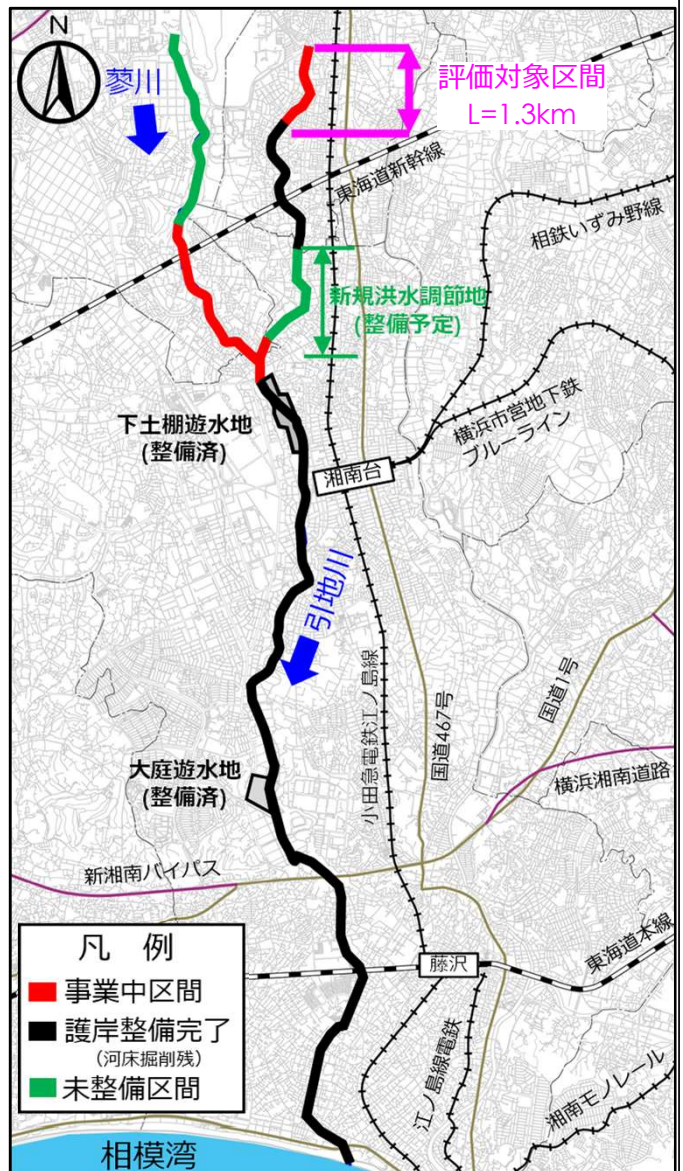 N
蓼川
評価対象区間
L=1.3km
東海道新幹線
相鉄いずみ野線
新規洪水調節地
(整備予定)
下土棚遊水地
(整備済)
横浜市営地下鉄
ブルーライン
湘南台
引地川
小田急電鉄江ノ島線
国道467号
国道1号
大庭遊水地
(整備済)
横浜湘南道路
新湘南バイパス
凡 例
事業中区間
護岸整備完了
(河床掘削残)
未整備区間
藤沢
東海道本線
江ノ島線電鉄
湘南モノレール
相模湾